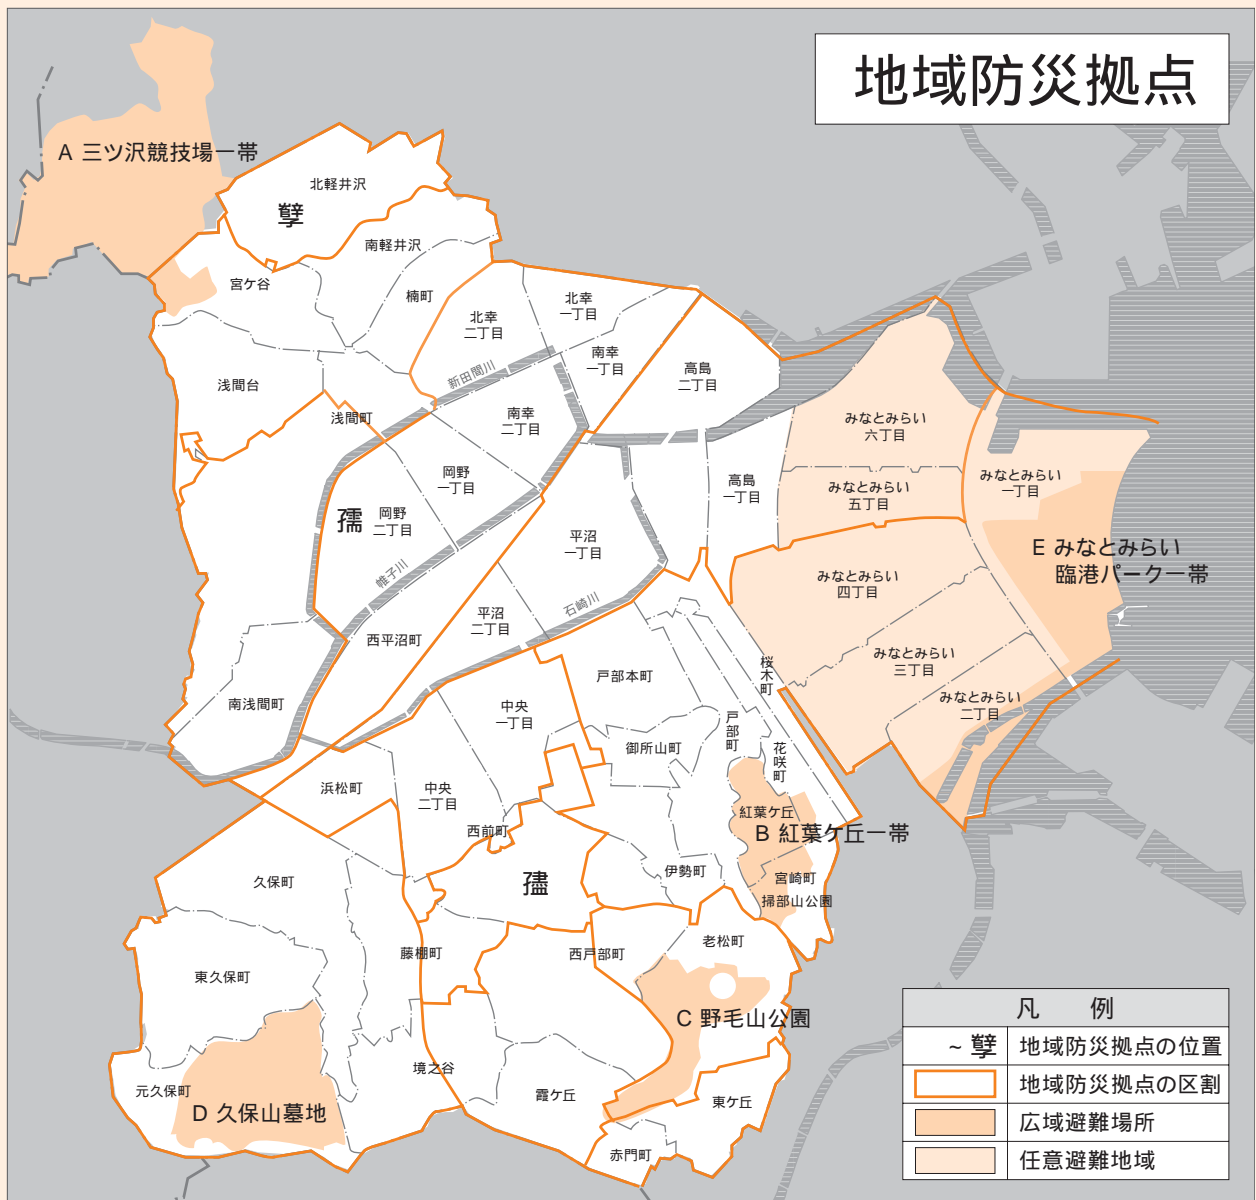 地域防災拠点
A 三ツ沢競技場一帯
北軽井沢
孼
南軽井沢
宮ケ谷
楠町
北幸
一丁目
北幸
二丁目
南幸
一丁目
高島
二丁目
新田間川
浅間台
浅間町
南幸
二丁目
みなとみらい
六丁目
岡野
一丁目
高島
一丁目
みなとみらい
五丁目
みなとみらい
一丁目
孺
岡野
二丁目
平沼
一丁目
E みなとみらい
臨港パーク一帯
帷子川
みなとみらい
四丁目
石崎川
平沼
二丁目
西平沼町
みなとみらい
三丁目
戸部本町
桜木町
南浅間町
中央
一丁目
みなとみらい
二丁目
戸部町
御所山町
花咲町
浜松町
中央
二丁目
西前町
紅葉ケ丘
B 紅葉ケ丘一帯
伊勢町
宮崎町
久保町
孺
掃部山公園
老松町
藤棚町
西戸部町
東久保町
C 野毛山公園
境之谷
元久保町
霞ケ丘
東ケ丘
D 久保山墓地
赤門町
凡 例
~ 孼 地域防災拠点の位置
地域防災拠点の区割
広域避難場所
任意避難地域